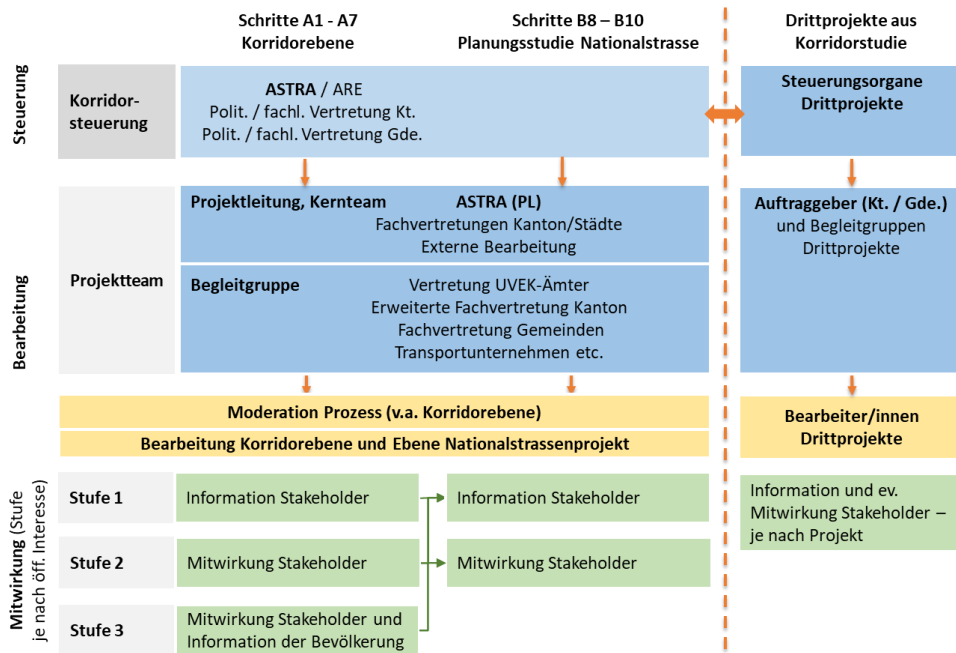 Schritte A1 - A7
Korridorebene
Schritte B8 – B10
Planungsstudie Nationalstrasse
Drittprojekte aus
Korridorstudie
Steuerung
Korridor-
steuerung
ASTRA / ARE
Polit. / fachl. Vertretung Kt.
Polit. / fachl. Vertretung Gde.
Steuerungsorgane
Drittprojekte
Bearbeitung
Projektteam
Projektleitung, Kernteam
ASTRA (PL)
Fachvertretungen Kanton/Städte
Externe Bearbeitung
Begleitgruppe
Vertretung UVEK-Ämter
Erweiterte Fachvertretung Kanton
Fachvertretung Gemeinden
Transportunternehmen etc.
Auftraggeber (Kt. / Gde.)
und Begleitgruppen
Drittprojekte
Moderation Prozess (v.a. Korridorebene)
Bearbeitung Korridorebene und Ebene Nationalstrassenprojekt
Bearbeiter/innen
Drittprojekte
Mitwirkung (Stufe
je nach öff. Interesse)
Stufe 1
Information Stakeholder
Information Stakeholder
Information und ev.
Mitwirkung Stakeholder –
je nach Projekt
Stufe 2
Mitwirkung Stakeholder
Mitwirkung Stakeholder
Stufe 3
Mitwirkung Stakeholder und
Information der Bevölkerung